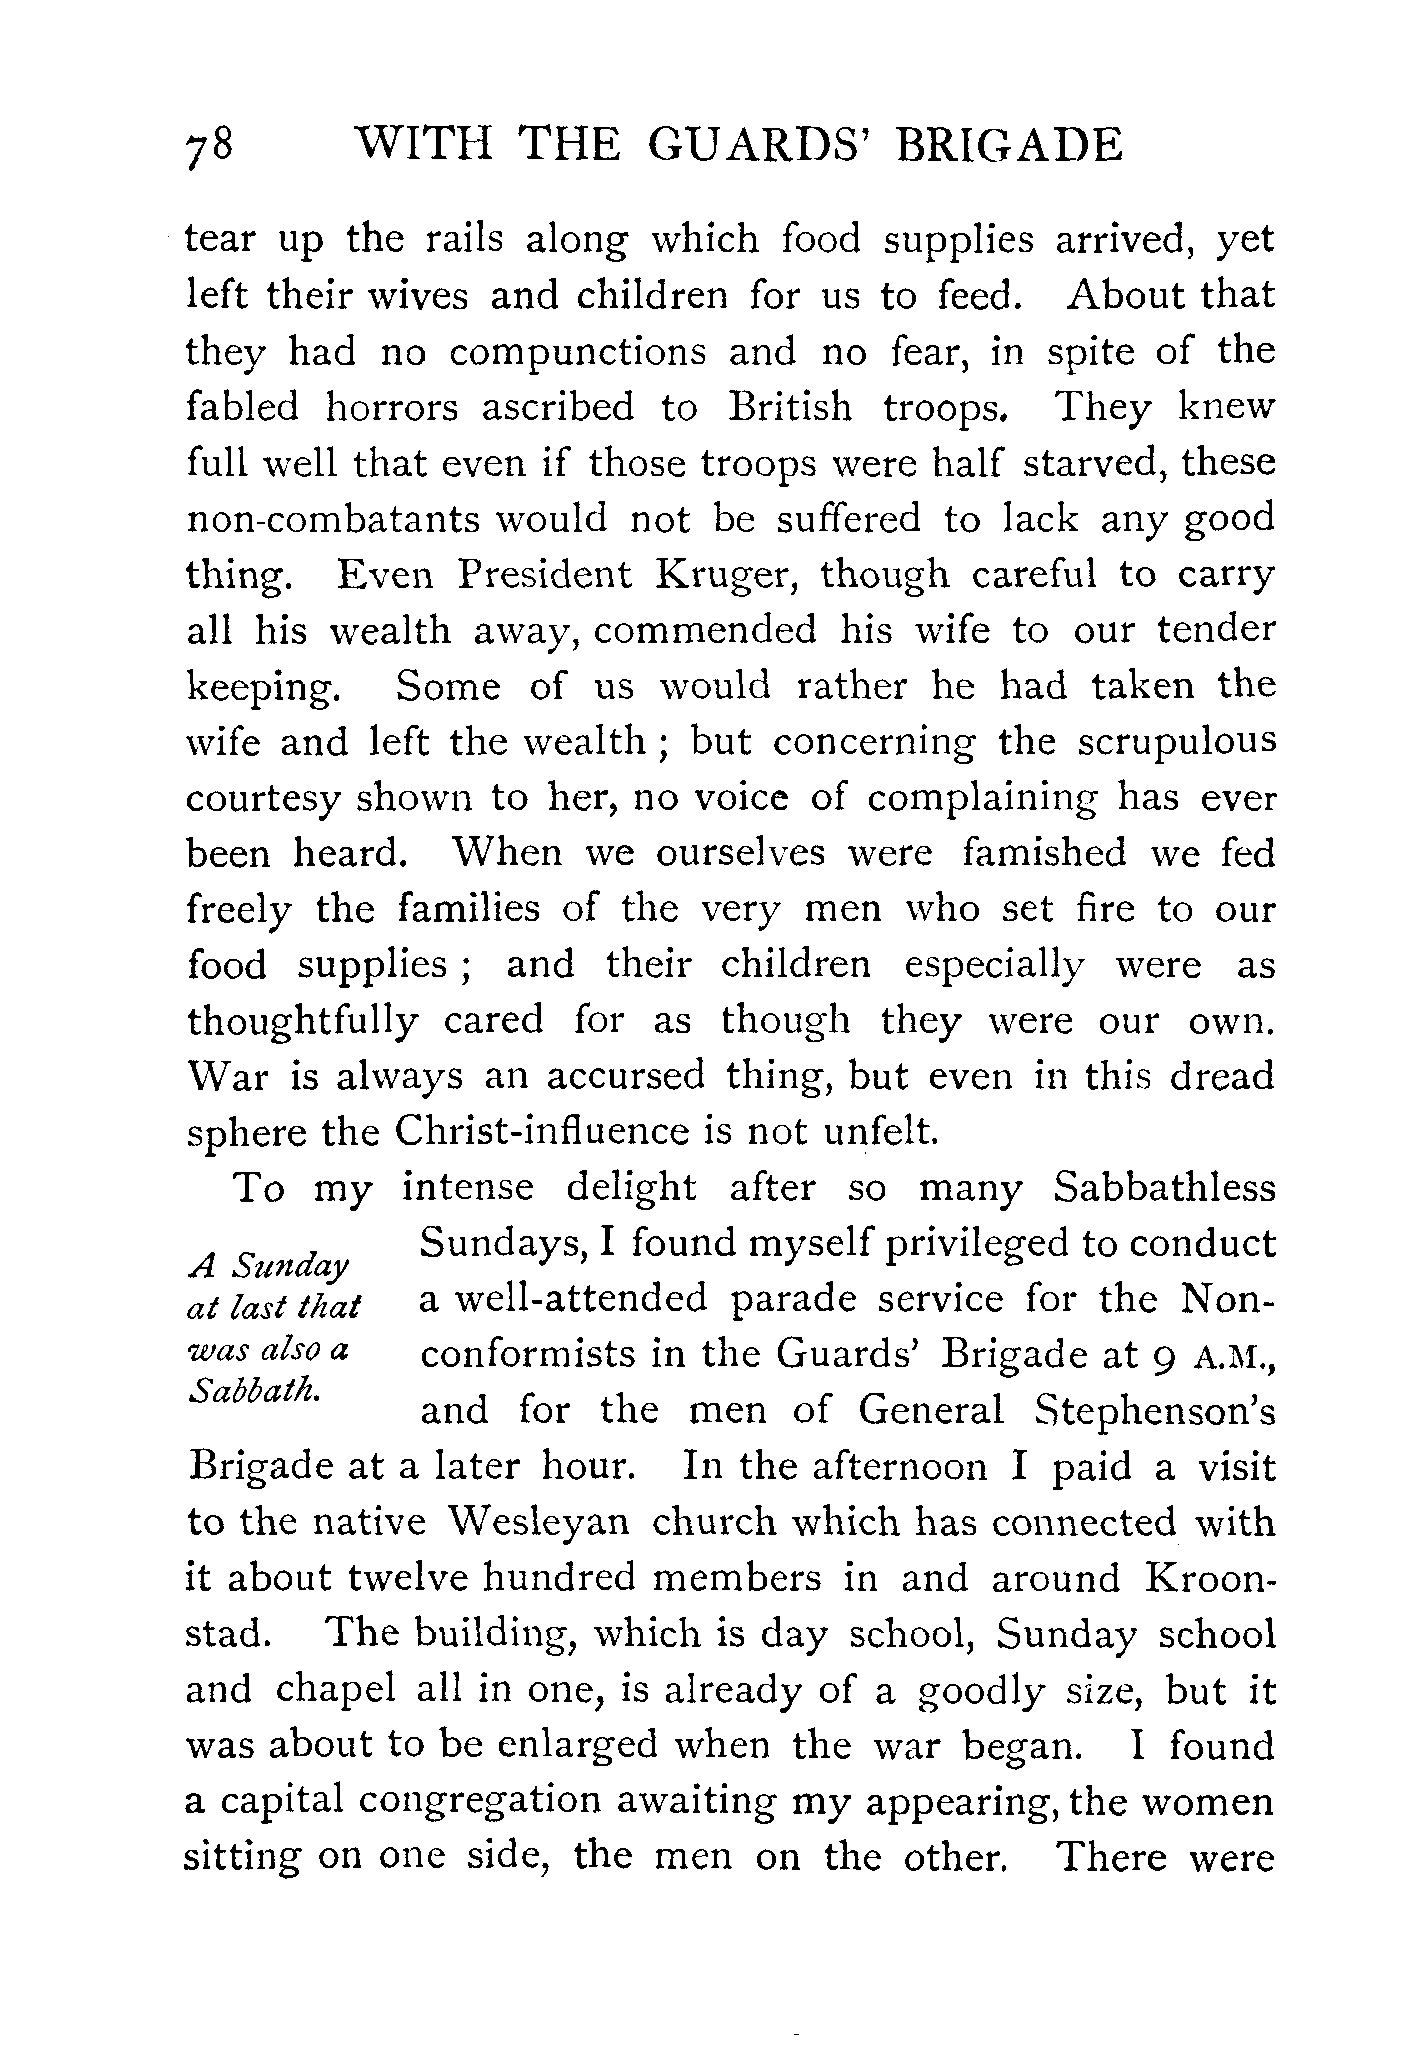 78 WITH THE GUARDS' BRIGADE
tear up the rails along which food supplies arrived, yet
left their wives and children for us to feed. About that
they had no compunctions and no fear, in spite of the
fabled horrors ascribed to British troops. They knew
full well that even if those troops were half starved, these
non-combatants would not be suffered to lack any good
thing. Even President Kruger, though careful to carry
all his wealth away, commended his wife to our tender
keeping. Some of us would rather he had taken the
wife and left the wealth ; but concerning the scrupulous
courtesy shown to her, no voice of complaining has ever
been heard. When we ourselves were famished we fed
freely the families of the very men who set fire to our
food supplies ; and their children especially were as
thoughtfully cared for as though they were our own.
War is always an accursed thing, but even in this dread
sphere the Christ-influence is not unfelt.
To my intense delight after so many Sabbathless
A Sunday
at last that
was also a
Sabbath.
Sundays, I found myself privileged to conduct
a well-attended parade service for the Non-
conformists in the Guards' Brigade at 9 A.M.,
and for the men of General Stephenson's
Brigade at a later hour. In the afternoon I paid a visit
to the native Wesleyan church which has connected with
it about twelve hundred members in and around Kroon-
stad. The building, which is day school, Sunday school
and chapel all in one, is already of a goodly size, but it
was about to be enlarged when the war began. I found
a capital congregation awaiting my appearing, the women
sitting on one side, the men on the other. There were